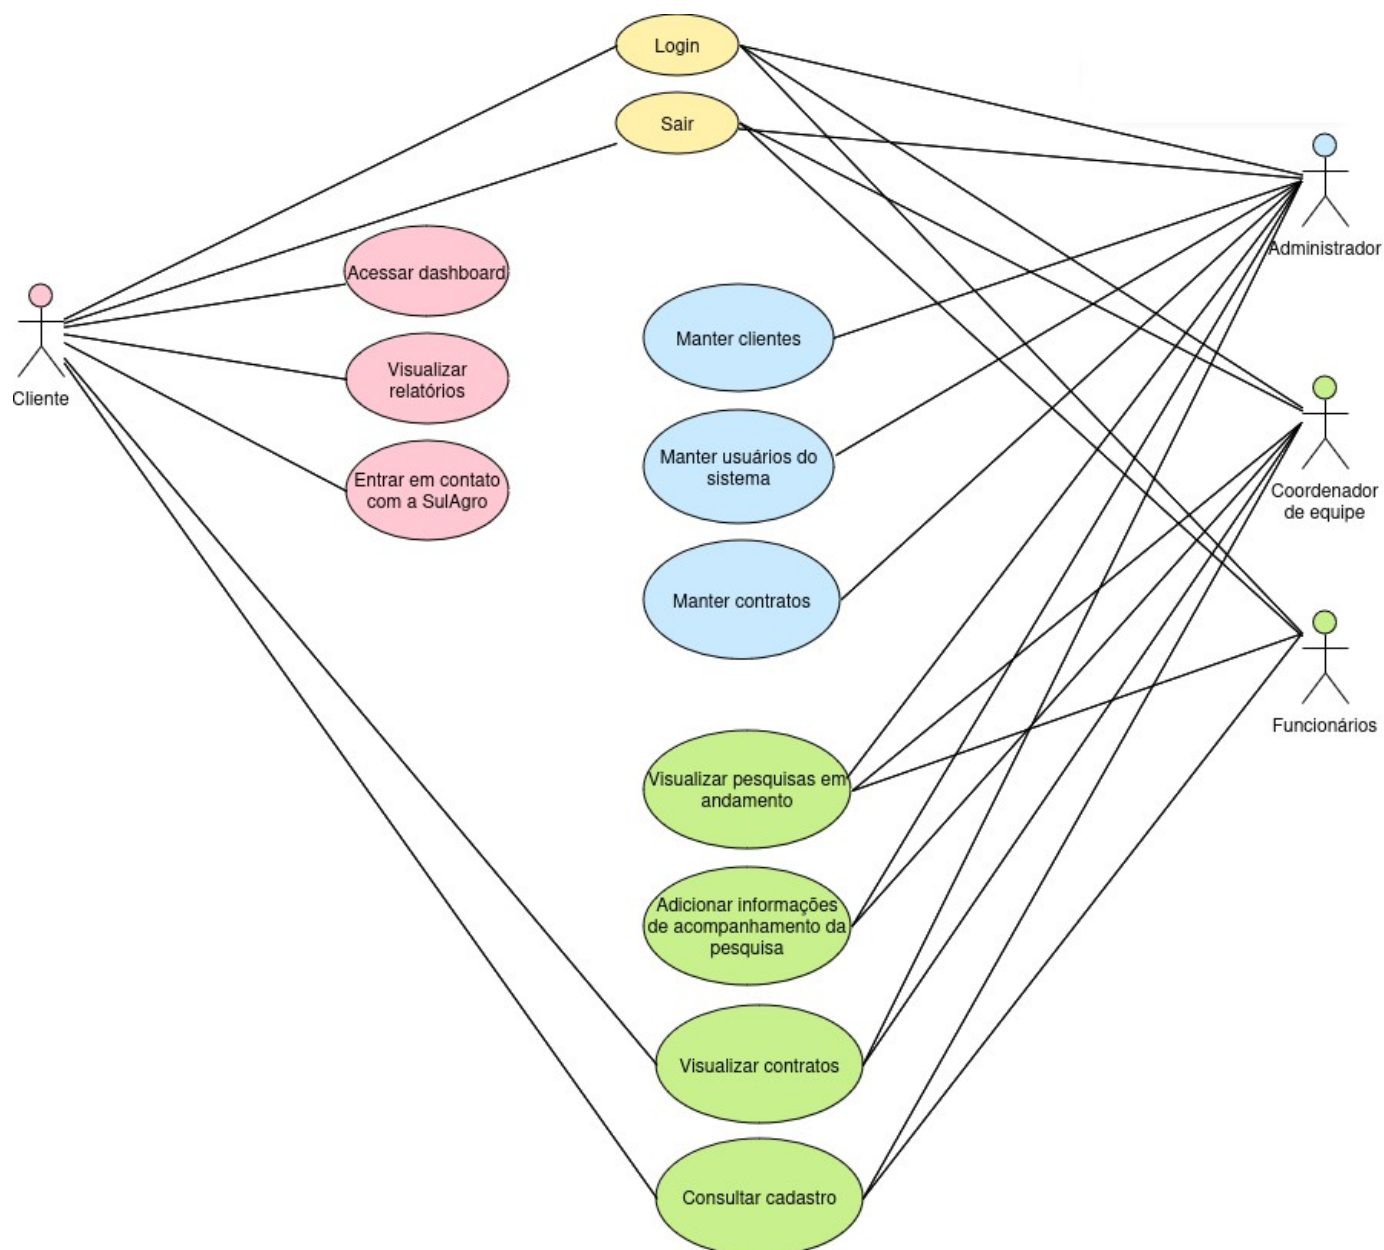 Login
Sair
Acessar dashboard
Visualizar
relatórios
Entrar em contato
com a SulAgro
Cliente
Manter clientes
Manter usuários do
sistema
Manter contratos
Administrador
Coordenador
de equipe
Funcionários
Visualizar pesquisas em
andamento
Adicionar informações
de acompanhamento da
pesquisa
Visualizar contratos
Consultar cadastro